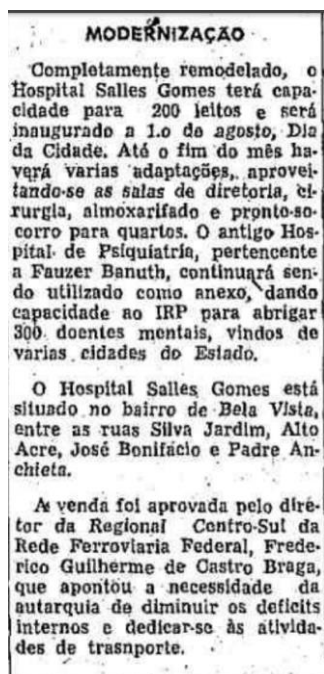 MODERNIZAÇÃO
Completamente remodelado, o
Hospital Salles Gomes terá capa-
cidade para 200 leitos e será
inaugurado a 1.o de agosto, Dia
da Cidade. Até o fim do mês ha-
verá varias adaptações, aprovei-
tando-se as salas de diretoria, ci-
rurgia, almoxarifado e pronto-so-
corro para quartos. O antigo Hos-
pital de Psiquiatria, pertencente
a Fauzer Banuth, continuará sen-
do utilizado como anexo, dando
capacidade ao IRP para abrigar
300 doentes mentais, vindos de
varias cidades do Estado.
O Hospital Salles Gomes está
situado no bairro de Bela Vista,
entre as ruas Silva Jardim, Alto
Acre, José Bonifácio e Padre An-
chieta.
A venda foi aprovada pelo dire-
tor da Regional Centro-Sul da
Rede Ferroviaria Federal, Frede-
rico Guilherme de Castro Braga,
que apontou a necessidade da
autarquia de diminuir os deficits
internos e dedicar-se às ativida-
des de trasnporte.